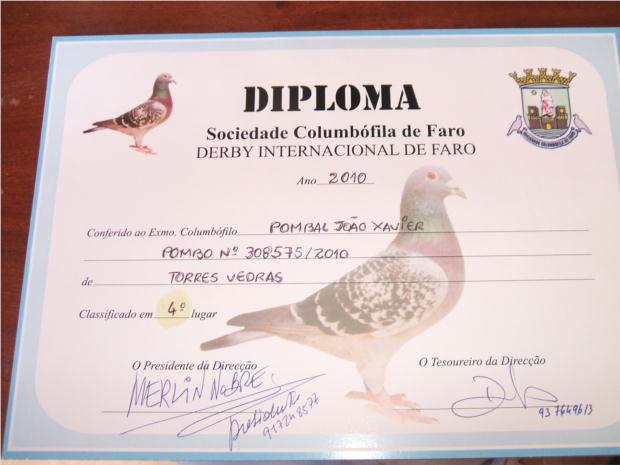 DIPLOMA
Sociedade Columbófila de Faro
DERBY INTERNACIONAL DE FARO
Ano 2010
Conferido ao Exmo. Columbófilo POMBAL JOÃO XAVIER
POMBO Nº 308575/2010
de TORRES VEDRAS
Classificado em 4º lugar
O Presidente da Direcção
O Tesoureiro da Direcção
MERLIN NOBRE
presidente